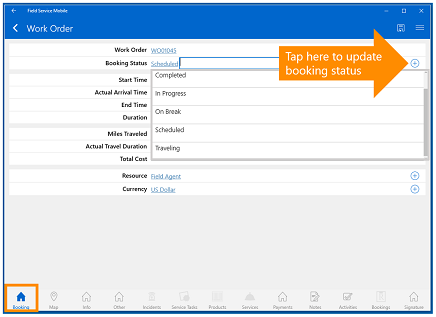 Field Service Mobile
Work Order
Tap here to update
booking status
Work Order WO01045
Booking Status Scheduled
Completed
In Progress
On Break
Scheduled
Traveling
Start Time
Actual Arrival Time
End Time
Duration
Miles Traveled
Actual Travel Duration
Total Cost
Resource Field Agent
Currency US Dollar
Booking Map Info Other Incidents Service Tasks Products Services Payments Notes Activities Bookings Signature